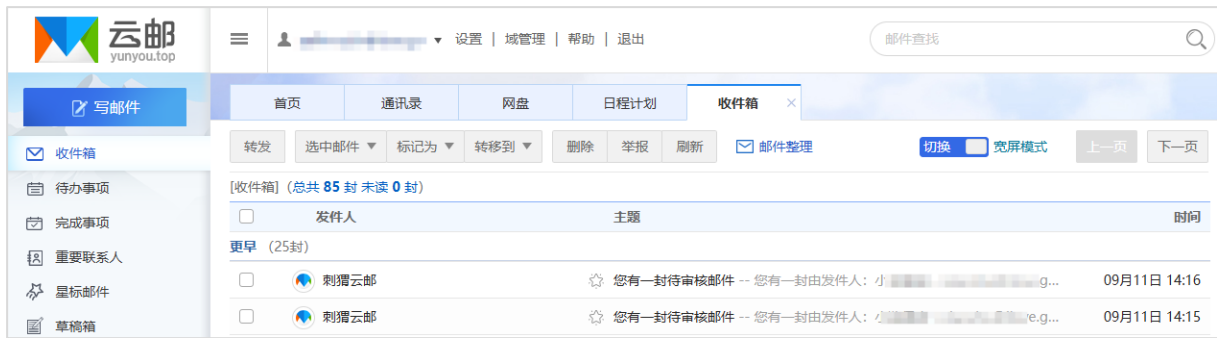 云邮
yunyou.top
设置 | 域管理 | 帮助 | 退出
邮件查找
写邮件
首页 通讯录 网盘 日程计划 收件箱 ×
转发 选中邮件 ▼ 标记为 ▼ 转移到 ▼ 删除 举报 刷新 邮件整理 切换 宽屏模式 上一页 下一页
收件箱
待办事项
完成事项
重要联系人
星标邮件
草稿箱
[收件箱] (总共 85 封 未读 0 封)
发件人 主题 时间
更早 (25封)
刺猬云邮 您有一封待审核邮件 -- 您有一封由发件人：小 g... 09月11日 14:16
刺猬云邮 您有一封待审核邮件 -- 您有一封由发件人： e.g... 09月11日 14:15